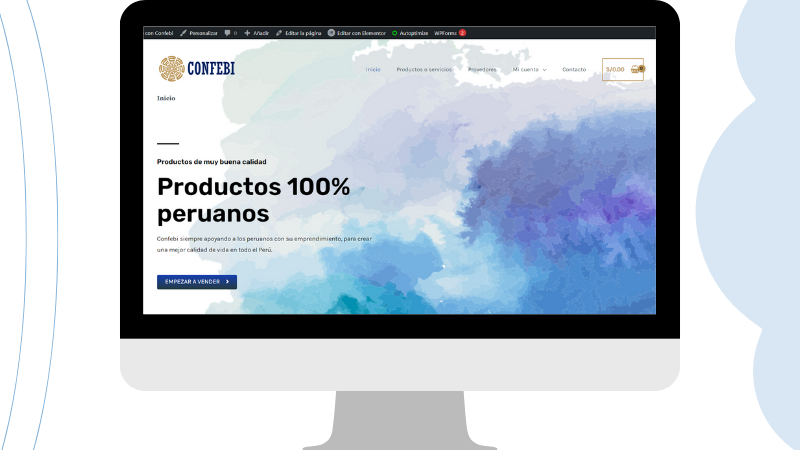 con Confebi Personalizar 0 Añadir Editar la página Editar con Elementor Autoptimize WPForms 2
CONFEBI
Inicio Productos o servicios Provedores Mi cuenta Contacto S/0.00 0
Inicio
Productos de muy buena calidad
Productos 100%
peruanos
Confebi siempre apoyando a los peruanos con su emprendimiento, para crear
una mejor calidad de vida en todo el Perú.
EMPEZAR A VENDER